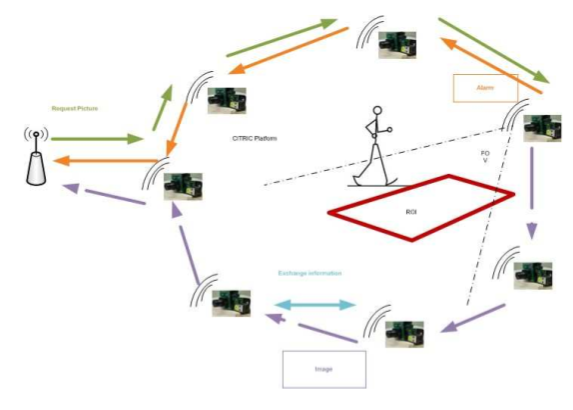 Alarm
Request Picture
CITRIC Platform
FO
V
ROI
Exchange information
Image